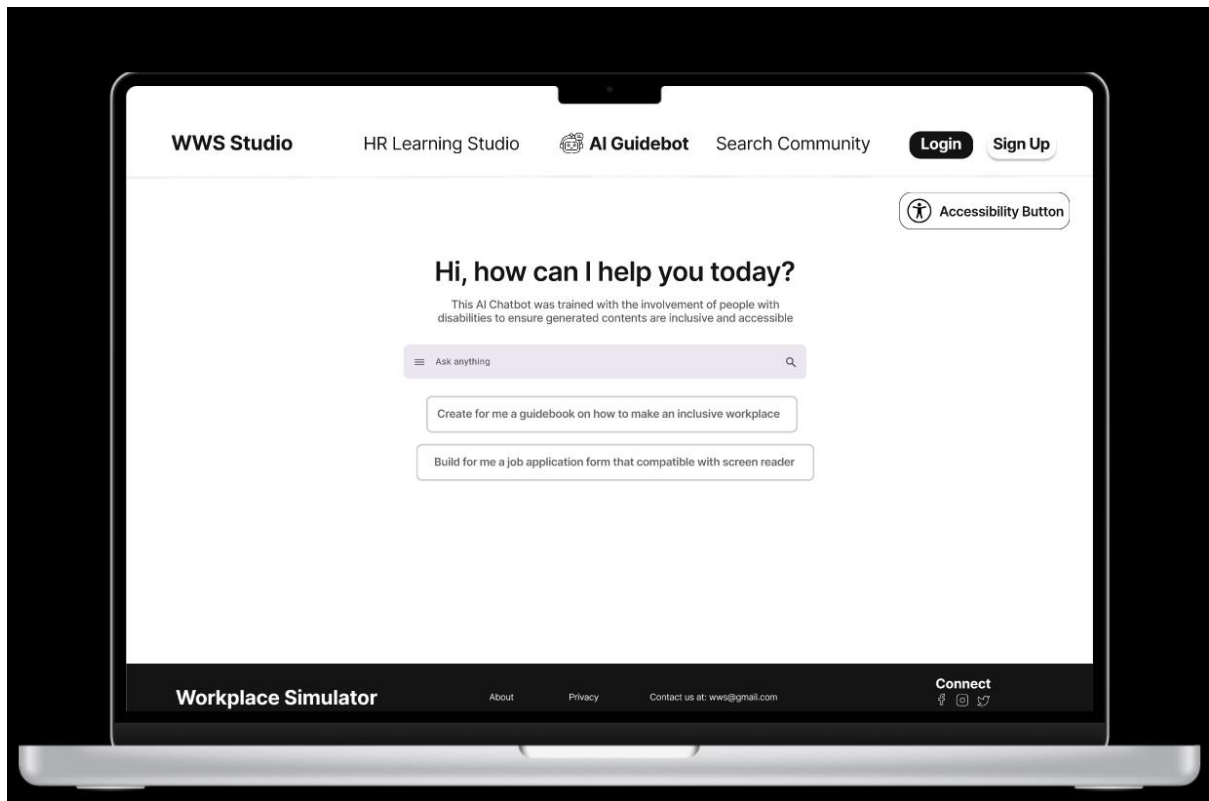 WWS Studio
HR Learning Studio
AI Guidebot
Search Community
Login
Sign Up
Accessibility Button
Hi, how can I help you today?
This AI Chatbot was trained with the involvement of people with
disabilities to ensure generated contents are inclusive and accessible
Ask anything
Create for me a guidebook on how to make an inclusive workplace
Build for me a job application form that compatible with screen reader
Workplace Simulator
About
Privacy
Contact us at: wws@gmail.com
Connect